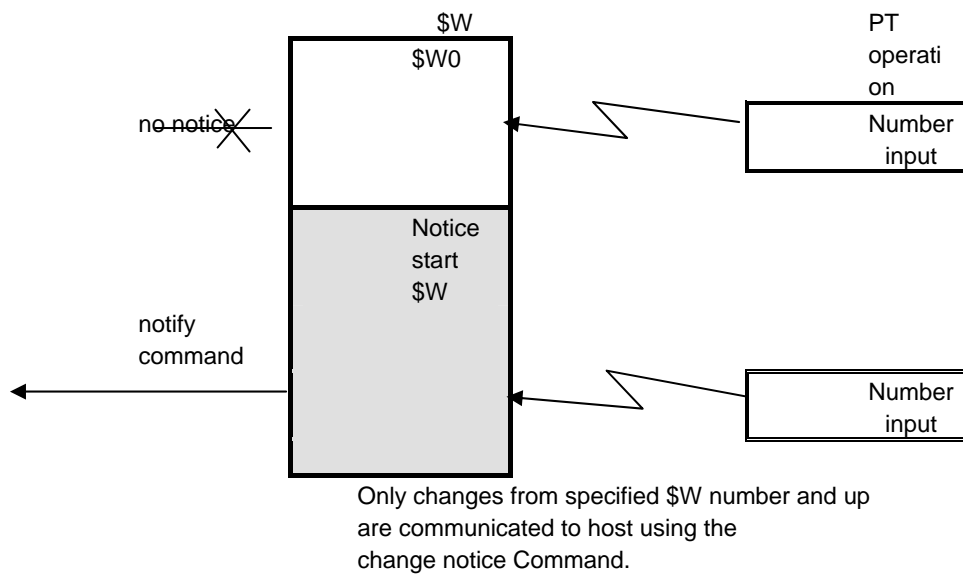 $W
$W0
PT
operati
on
no notice
Number
input
Notice
start
$W
notify
command
Number
input
Only changes from specified $W number and up
are communicated to host using the
change notice Command.